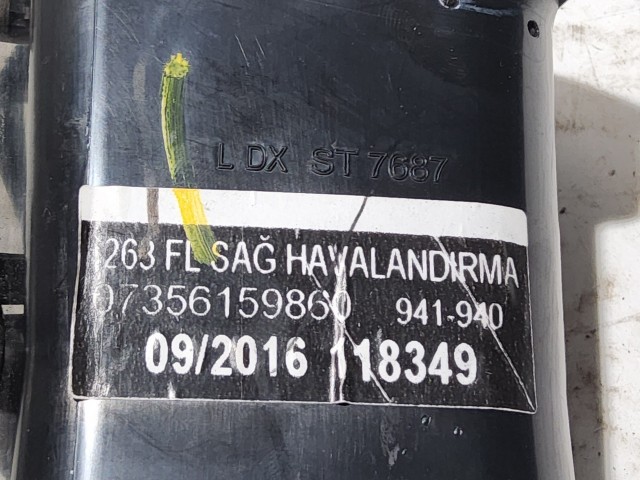 L DX ST 7687
263 FL SAĞ HAVALANDIRMA
07356159860 941-940
09/2016 118349